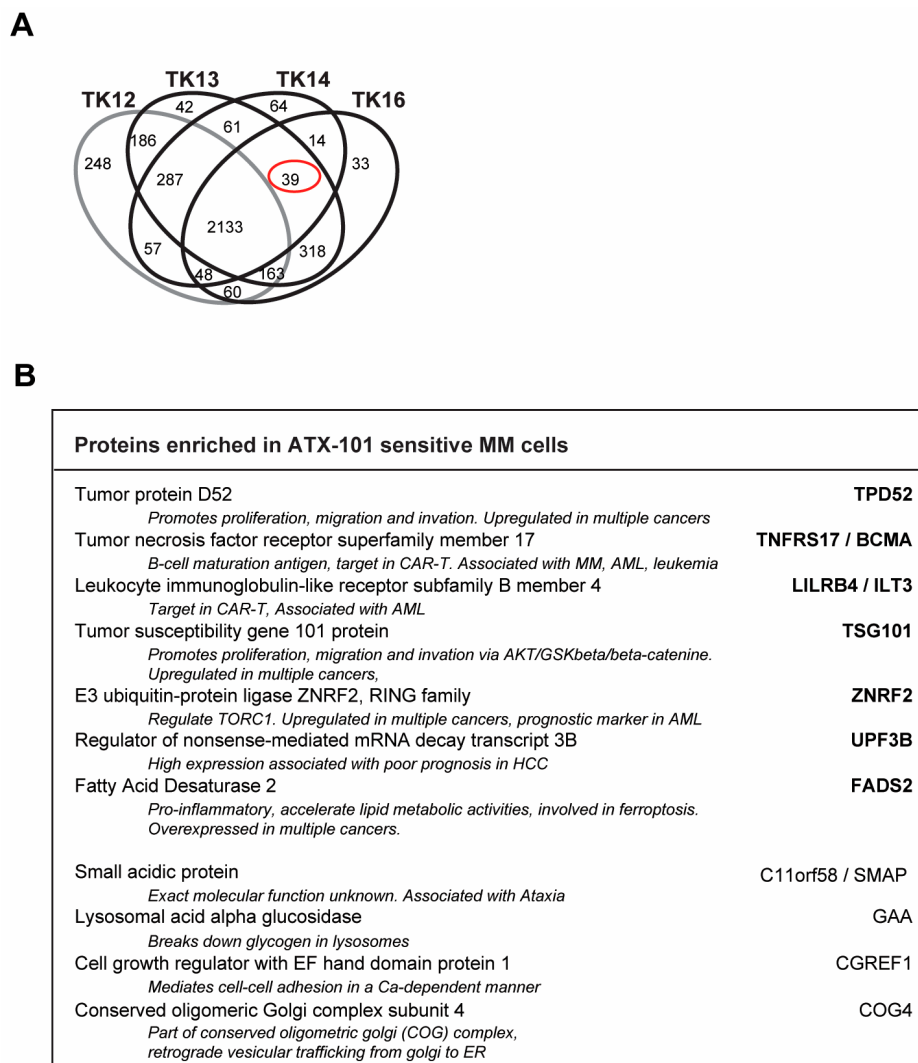 A
TK12 TK13 TK14 TK16
42 64
186 61 14
248 287 39 33
2133
57 318
48 163
60
B
Proteins enriched in ATX-101 sensitive MM cells
Tumor protein D52 TPD52
Promotes proliferation, migration and invation. Upregulated in multiple cancers
Tumor necrosis factor receptor superfamily member 17 TNFRS17 / BCMA
B-cell maturation antigen, target in CAR-T. Associated with MM, AML, leukemia
Leukocyte immunoglobulin-like receptor subfamily B member 4 LILRB4 / ILT3
Target in CAR-T, Associated with AML
Tumor susceptibility gene 101 protein TSG101
Promotes proliferation, migration and invation via AKT/GSKbeta/beta-catenine.
Upregulated in multiple cancers,
E3 ubiquitin-protein ligase ZNRF2, RING family ZNRF2
Regulate TORC1. Upregulated in multiple cancers, prognostic marker in AML
Regulator of nonsense-mediated mRNA decay transcript 3B UPF3B
High expression associated with poor prognosis in HCC
Fatty Acid Desaturase 2 FADS2
Pro-inflammatory, accelerate lipid metabolic activities, involved in ferroptosis.
Overexpressed in multiple cancers.
Small acidic protein C11orf58 / SMAP
Exact molecular function unknown. Associated with Ataxia
Lysosomal acid alpha glucosidase GAA
Breaks down glycogen in lysosomes
Cell growth regulator with EF hand domain protein 1 CGREF1
Mediates cell-cell adhesion in a Ca-dependent manner
Conserved oligomeric Golgi complex subunit 4 COG4
Part of conserved oligometric golgi (COG) complex,
retrograde vesicular trafficking from golgi to ER